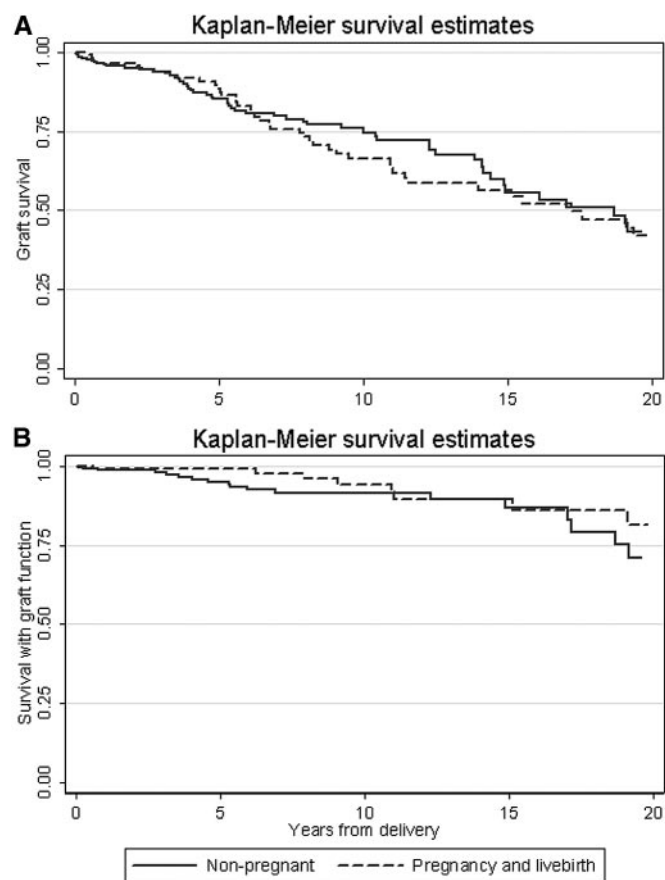 A
Kaplan-Meier survival estimates
1.00
0.75
0.50
0.25
0.00
Graft survival
0 5 10 15 20
B
Kaplan-Meier survival estimates
1.00
0.75
0.50
0.25
0.00
Survival with graft function
0 5 10 15 20
Years from delivery
Non-pregnant Pregnancy and livebirth